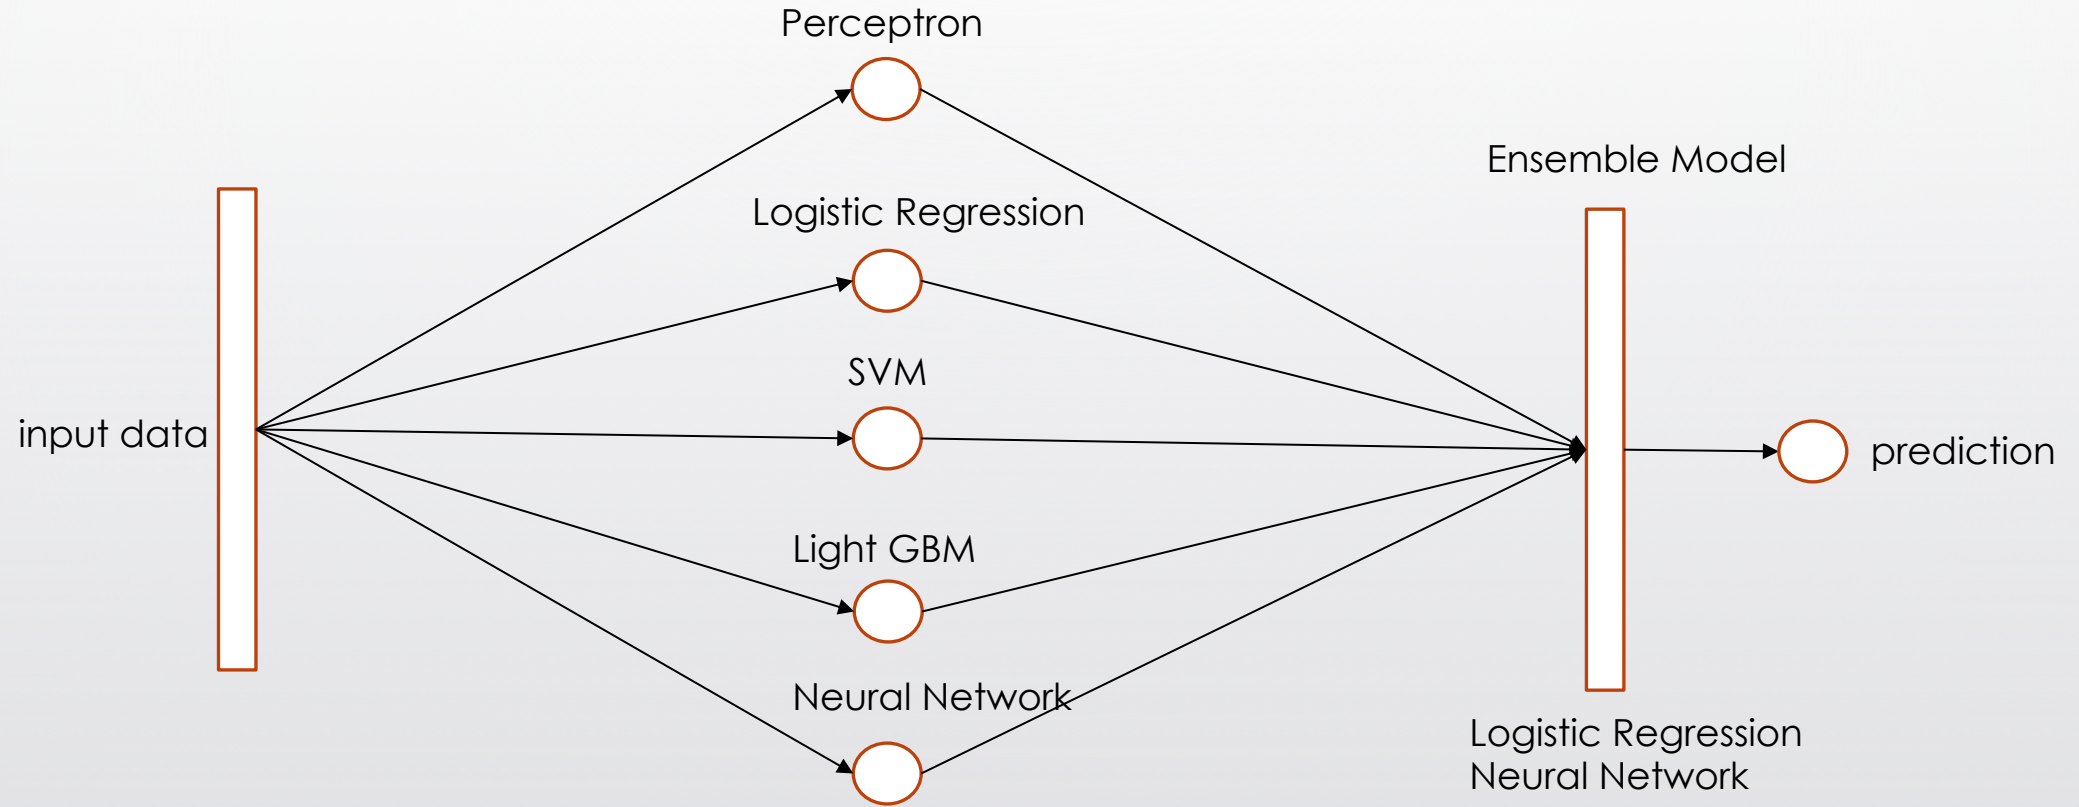 Perceptron
Ensemble Model
Logistic Regression
SVM
input data
prediction
Light GBM
Neural Network
Logistic Regression
Neural Network